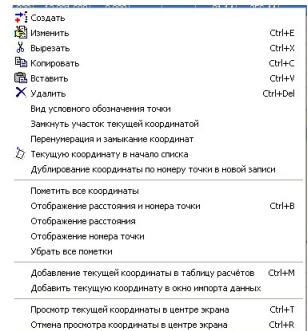 Создать
Изменить Ctrl+E
Вырезать Ctrl+X
Копировать Ctrl+C
Вставить Ctrl+V
Удалить Ctrl+Del
Вид условного обозначения точки
Замкнуть участок текущей координатой
Перенумерация и замыкание координат
Текущую координату в начало списка
Дублирование координаты по номеру точки в новой записи
Пометить все координаты
Отображение расстояния и номера точки Ctrl+B
Отображение расстояния
Отображение номера точки
Убрать все пометки
Добавление текущей координаты в таблицу расчётов Ctrl+M
Добавить текущую координату в окно импорта данных
Просмотр текущей координаты в центре экрана Ctrl+T
Отмена просмотра координаты в центре экрана Ctrl+R